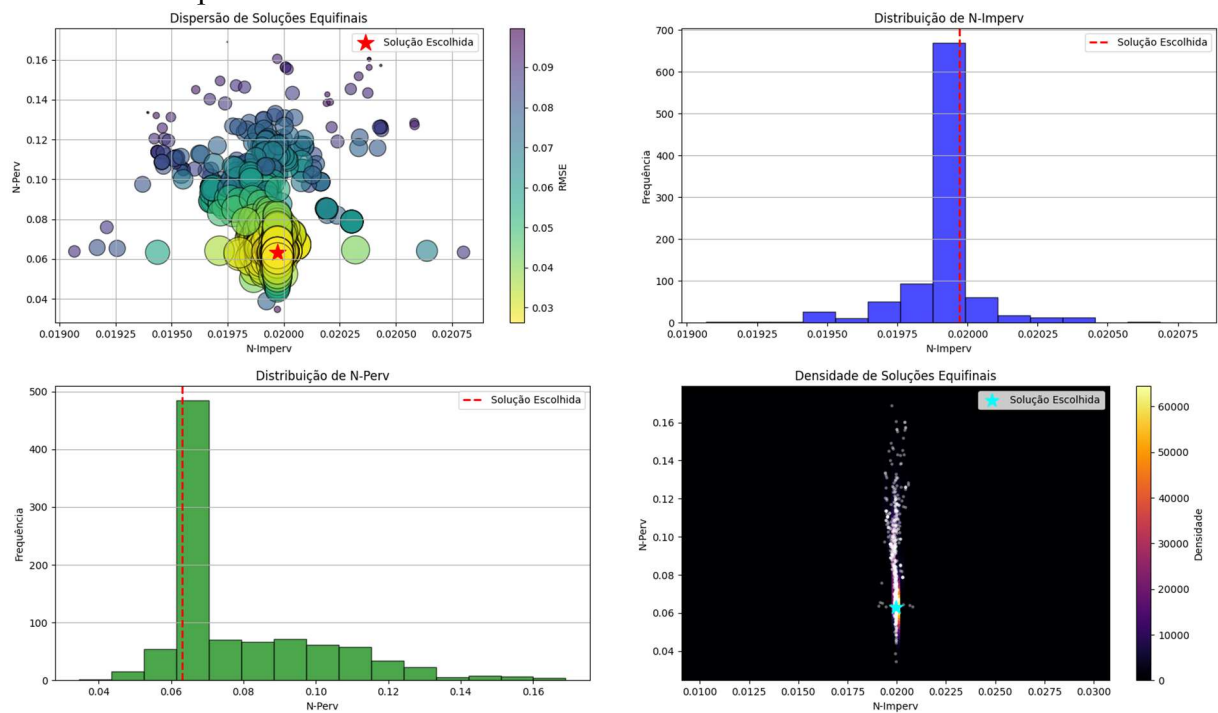 Dispersão de Soluções Equifinais
Solução Escolhida
N-Perv
0.16
0.14
0.12
0.10
0.08
0.06
0.04
0.01900 0.01925 0.01950 0.01975 0.02000 0.02025 0.02050 0.02075
N-Imperv
0.09
0.08
0.07
0.06
0.05
0.04
0.03
RMSE
Distribuição de N-Imperv
Solução Escolhida
Frequência
700
600
500
400
300
200
100
0
0.01900 0.01925 0.01950 0.01975 0.02000 0.02025 0.02050 0.02075
N-Imperv
Distribuição de N-Perv
Solução Escolhida
Frequência
500
400
300
200
100
0
0.04 0.06 0.08 0.10 0.12 0.14 0.16
N-Perv
Densidade de Soluções Equifinais
Solução Escolhida
N-Perv
0.16
0.14
0.12
0.10
0.08
0.06
0.04
0.0100 0.0125 0.0150 0.0175 0.0200 0.0225 0.0250 0.0275 0.0300
N-Imperv
60000
50000
40000
30000
20000
10000
0
Densidade